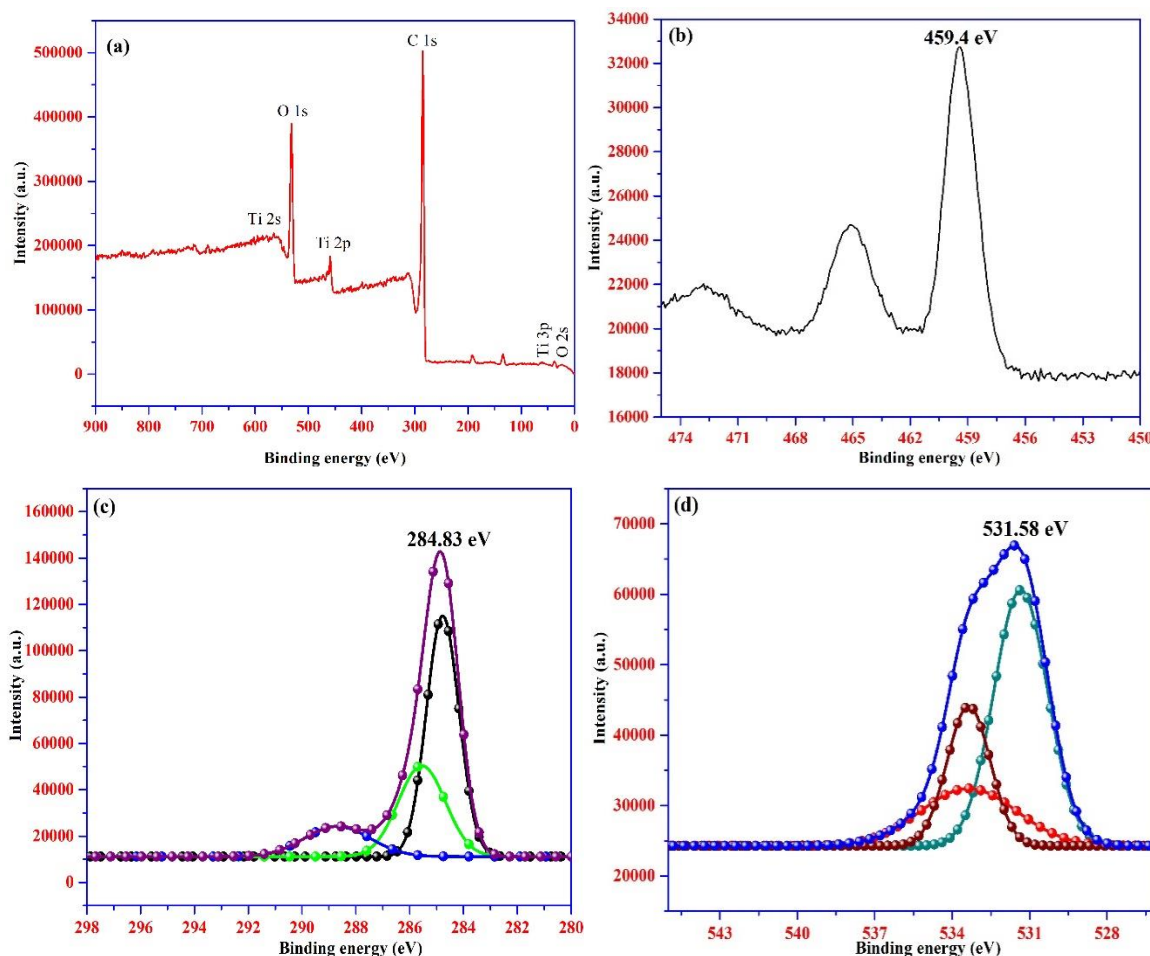 (a)
C 1s
O 1s
Ti 2s
Ti 2p
Ti 3p
O 2s
500000
400000
300000
200000
100000
0
Intensity (a.u.)
900 800 700 600 500 400 300 200 100 0
Binding energy (eV)
(b)
459.4 eV
34000
32000
30000
28000
26000
24000
22000
20000
18000
16000
Intensity (a.u.)
474 471 468 465 462 459 456 453 450
Binding energy (eV)
(c)
284.83 eV
160000
140000
120000
100000
80000
60000
40000
20000
0
Intensity (a.u.)
298 296 294 292 290 288 286 284 282 280
Binding energy (eV)
(d)
531.58 eV
70000
60000
50000
40000
30000
20000
Intensity (a.u.)
543 540 537 534 531 528
Binding energy (eV)